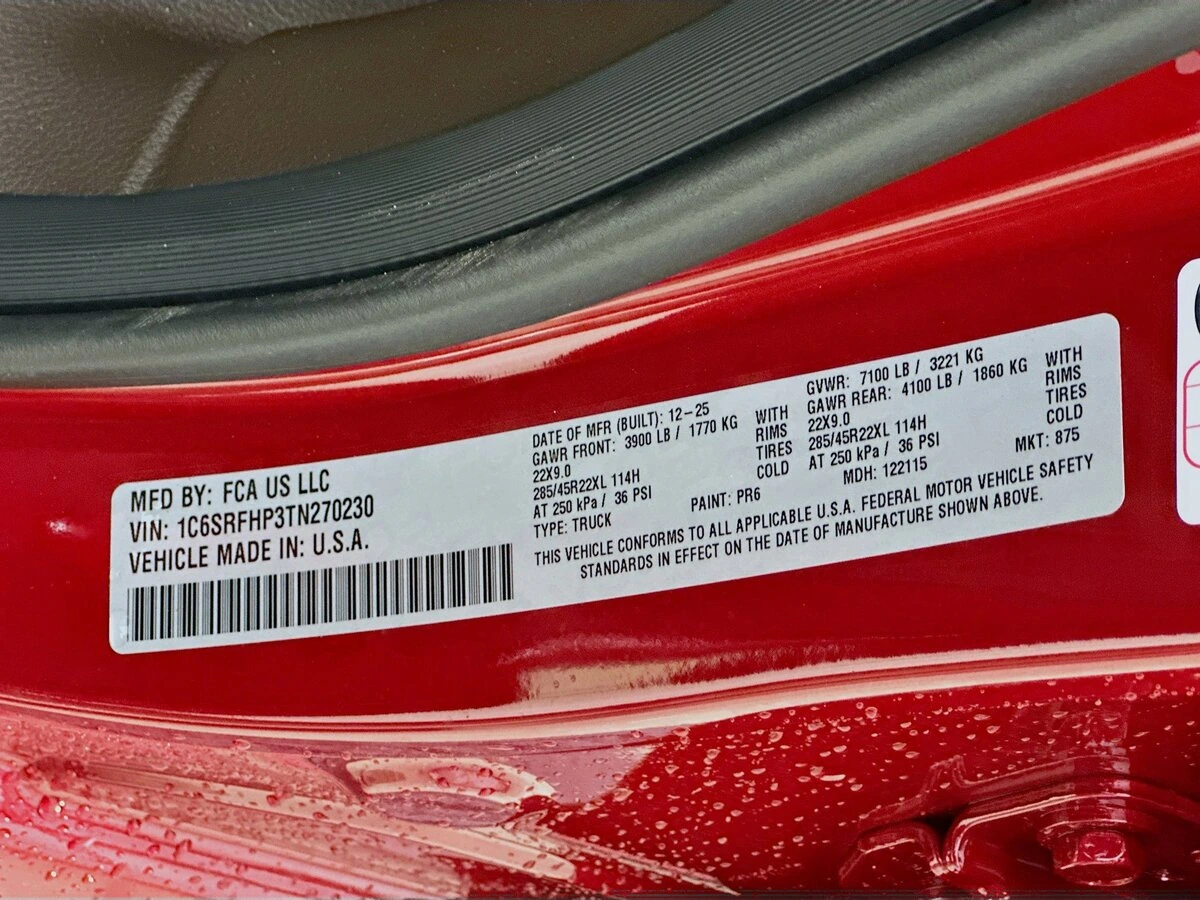 MFD BY: FCA US LLC
VIN: 1C6SRFHP3TN270230
VEHICLE MADE IN: U.S.A.
DATE OF MFR (BUILT): 12-25
GAWR FRONT: 3900 LB / 1770 KG WITH
22X9.0 RIMS
285/45R22XL 114H TIRES
AT 250 kPa / 36 PSI COLD
TYPE: TRUCK
GVWR: 7100 LB / 3221 KG
GAWR REAR: 4100 LB / 1860 KG WITH
22X9.0 RIMS
285/45R22XL 114H TIRES
AT 250 kPa / 36 PSI COLD
PAINT: PR6 MDH: 122115 MKT: 875
THIS VEHICLE CONFORMS TO ALL APPLICABLE U.S.A. FEDERAL MOTOR VEHICLE SAFETY
STANDARDS IN EFFECT ON THE DATE OF MANUFACTURE SHOWN ABOVE.